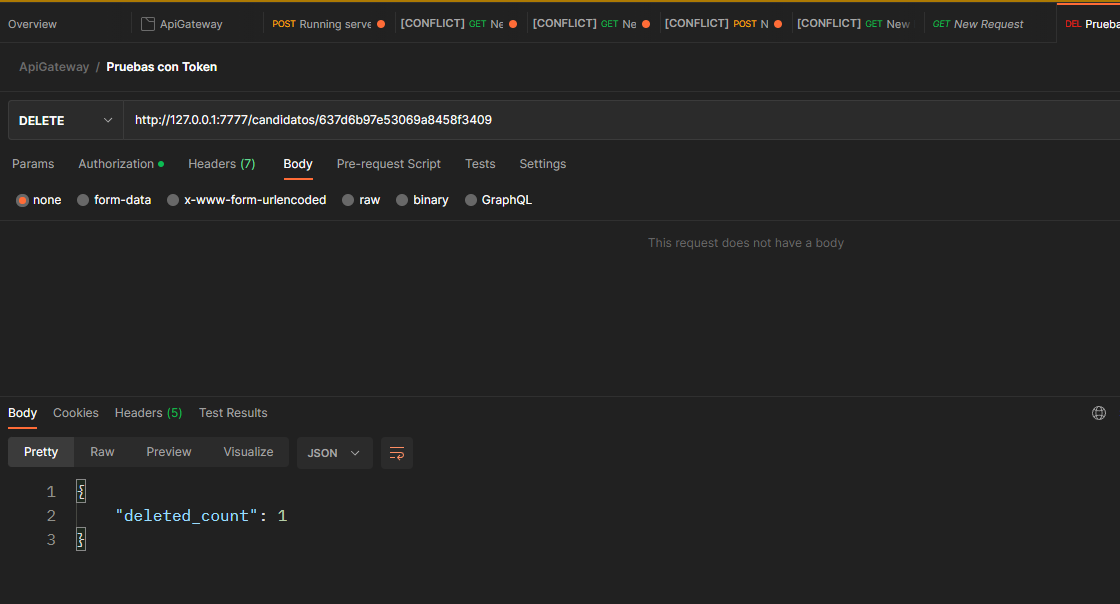 Overview ApiGateway POST Running serve [CONFLICT] GET Ne [CONFLICT] GET Ne [CONFLICT] POST N [CONFLICT] GET New GET New Request DEL Prueba
ApiGateway / Pruebas con Token
DELETE http://127.0.0.1:7777/candidatos/637d6b97e53069a8458f3409
Params Authorization Headers (7) Body Pre-request Script Tests Settings
none form-data x-www-form-urlencoded raw binary GraphQL
This request does not have a body
Body Cookies Headers (5) Test Results
Pretty Raw Preview Visualize JSON
1 {
2 "deleted_count": 1
3 }